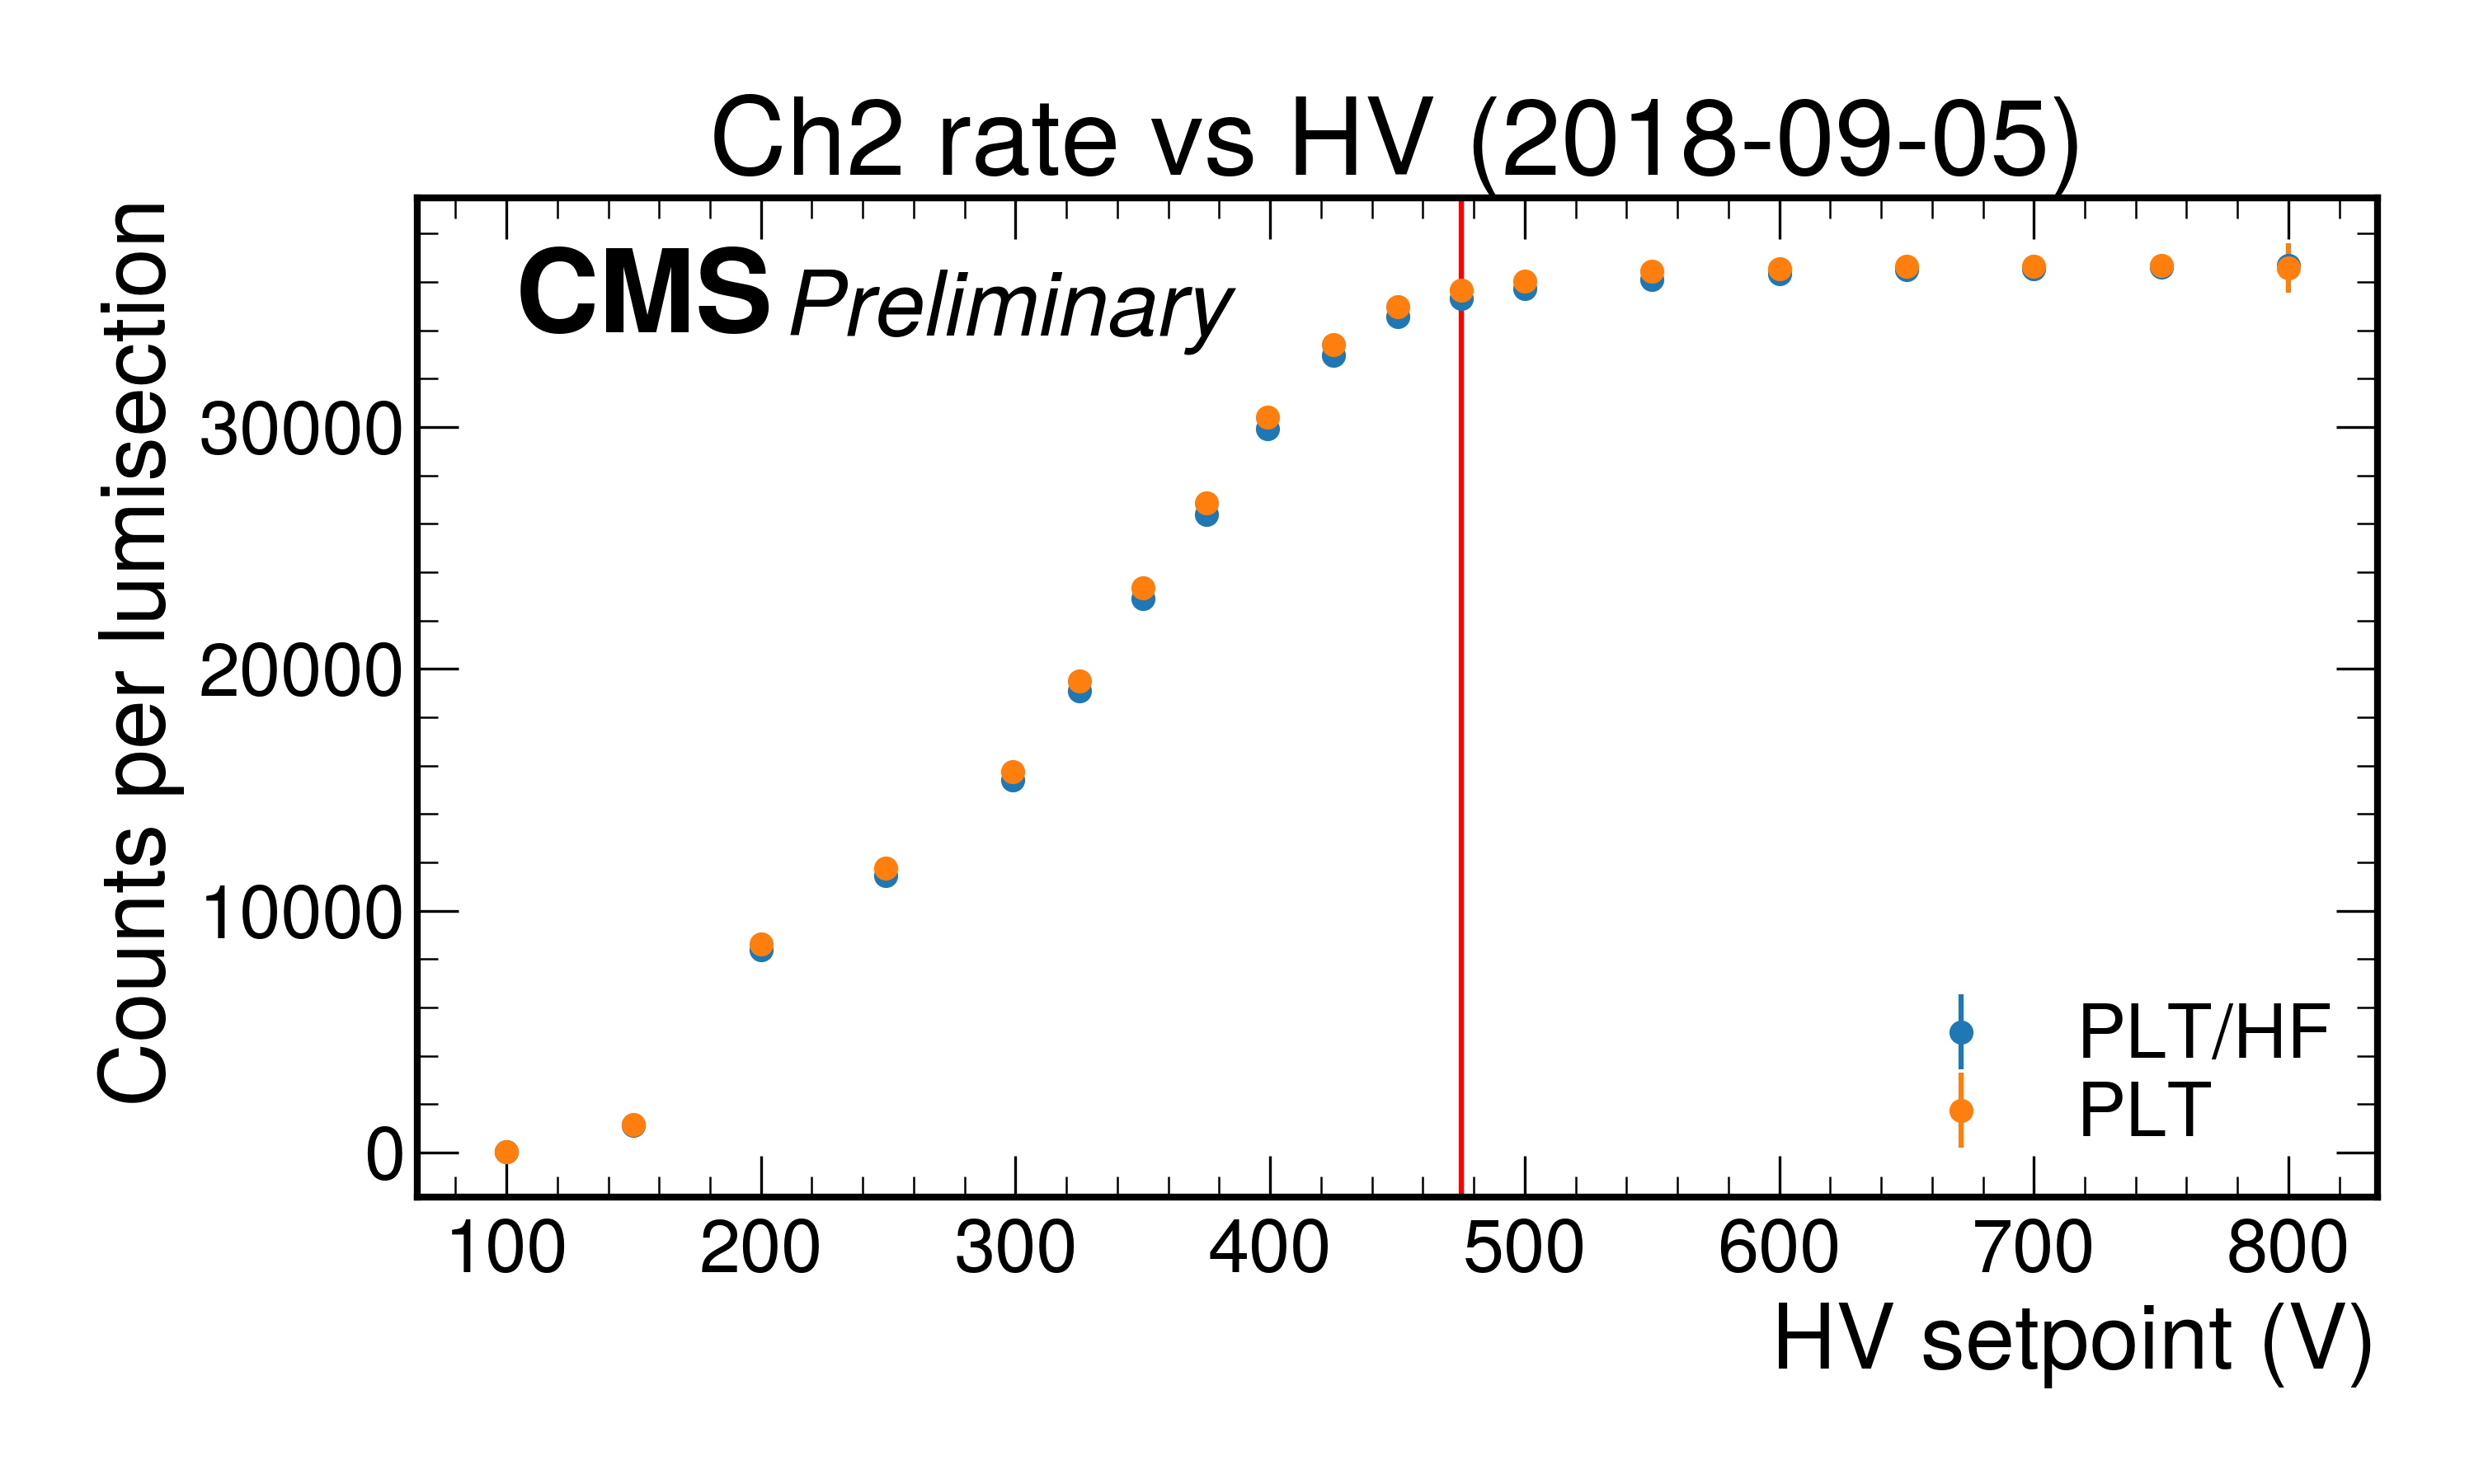 Ch2 rate vs HV (2018-09-05)
CMS Preliminary
Counts per lumisection
30000
20000
10000
0
PLT/HF
PLT
100 200 300 400 500 600 700 800
HV setpoint (V)